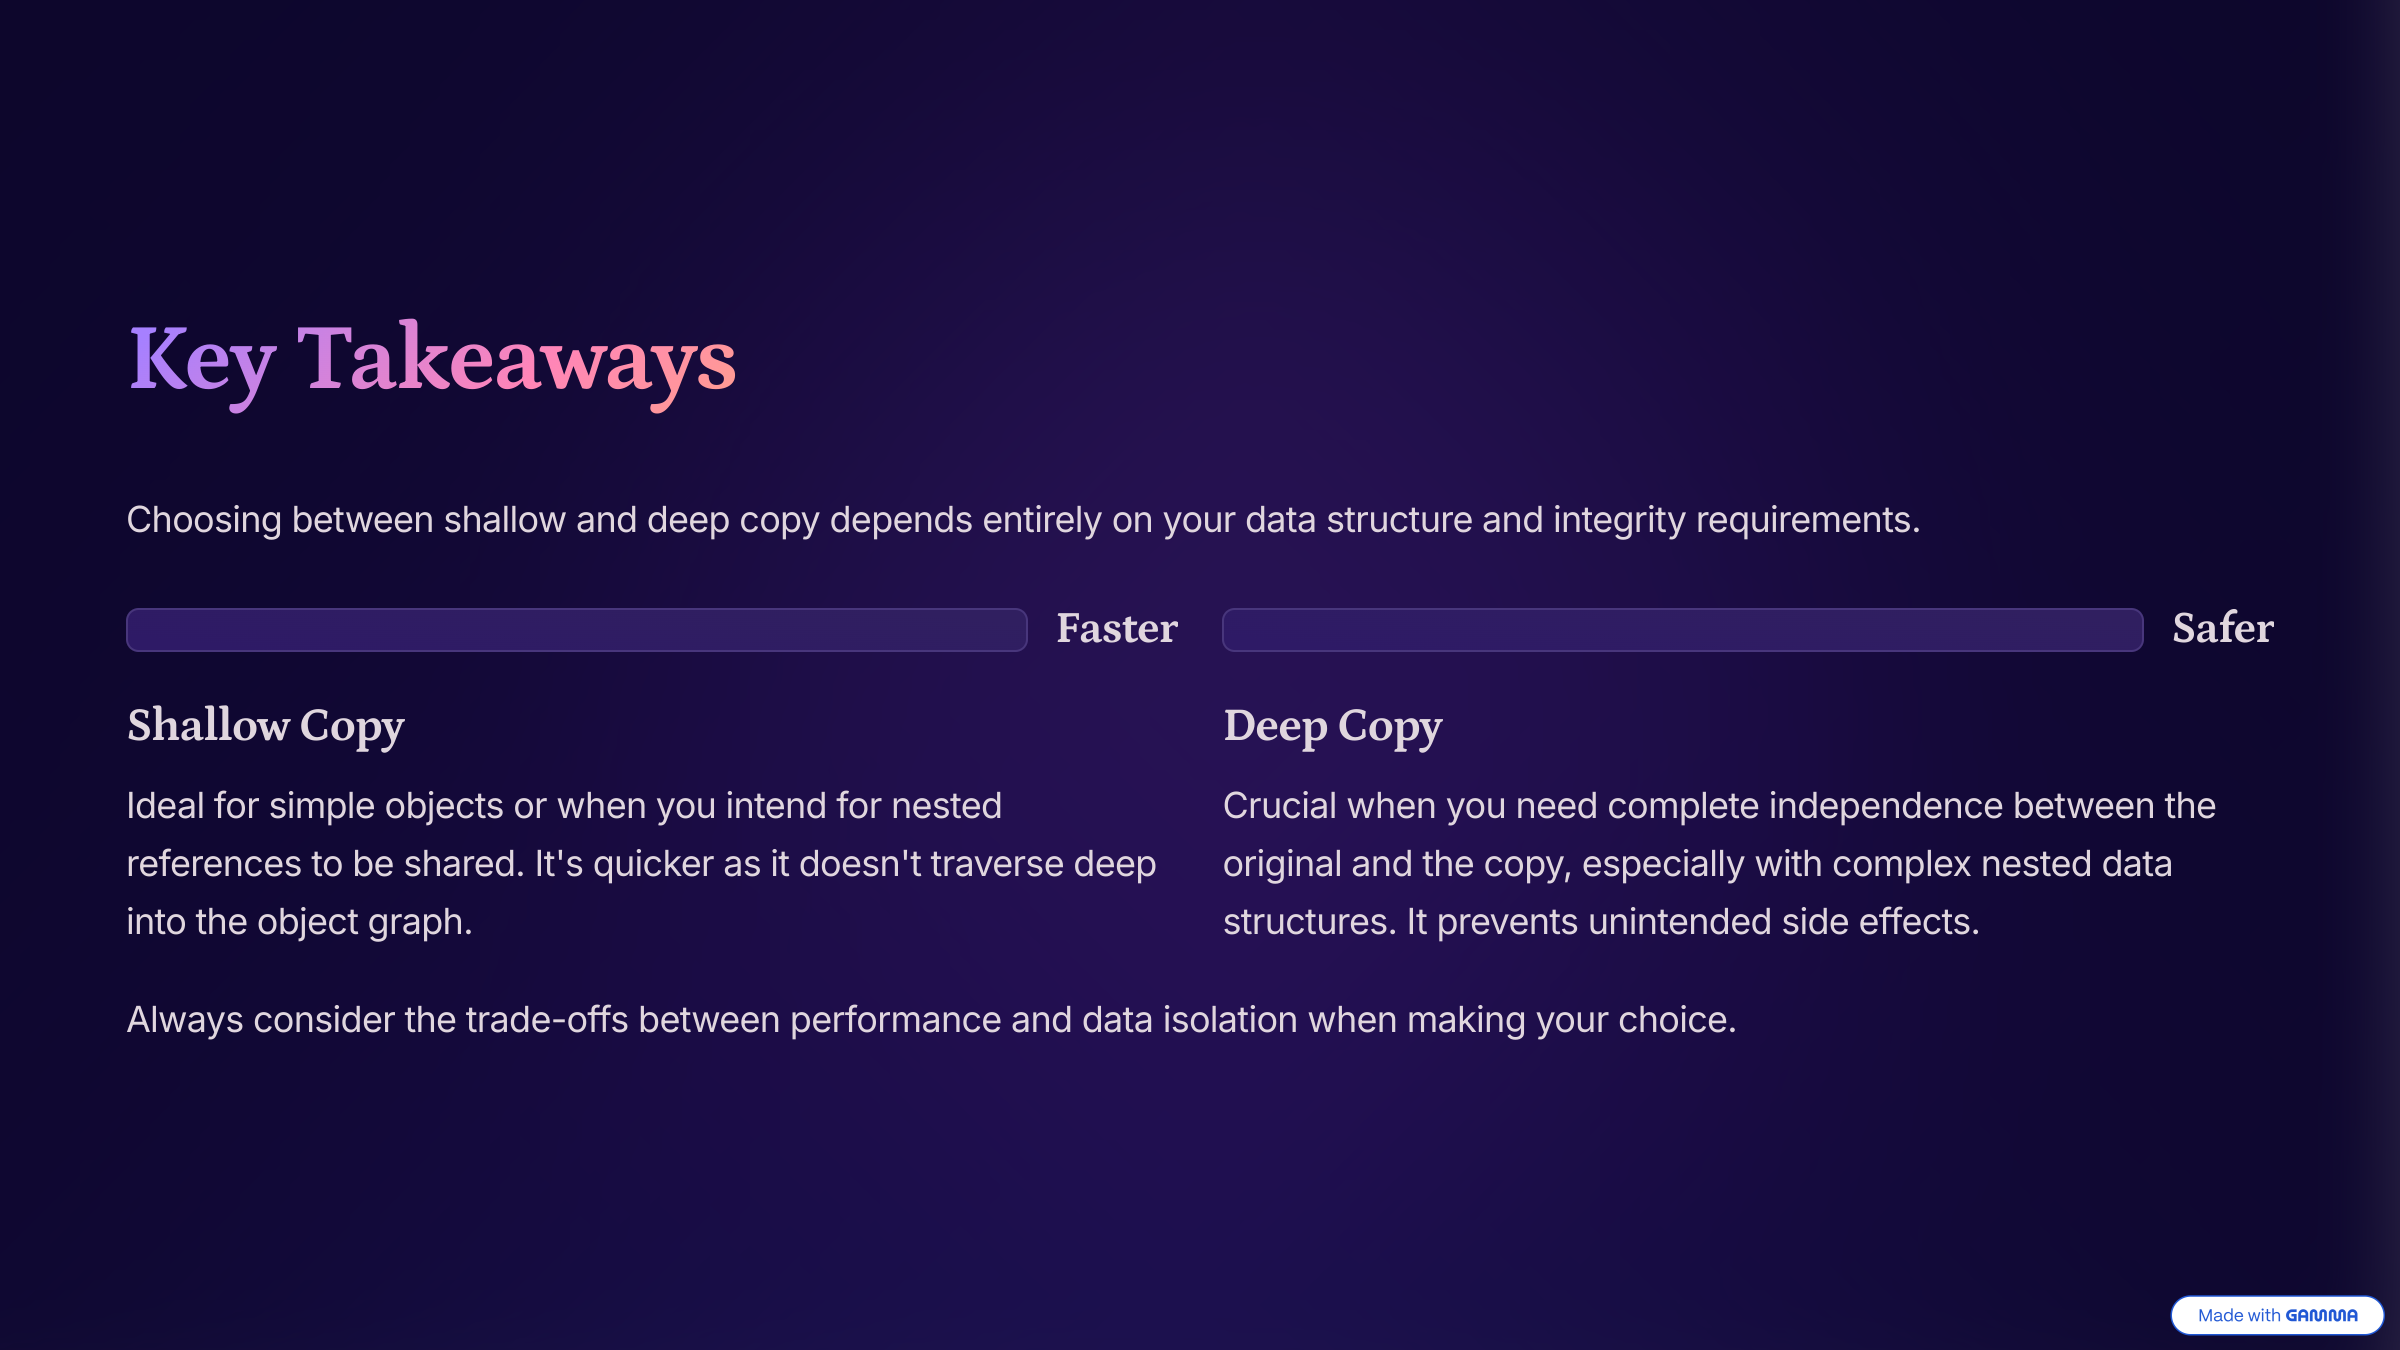 Key Takeaways
Choosing between shallow and deep copy depends entirely on your data structure and integrity requirements.
Faster
Shallow Copy
Ideal for simple objects or when you intend for nested
references to be shared. It's quicker as it doesn't traverse deep
into the object graph.
Safer
Deep Copy
Crucial when you need complete independence between the
original and the copy, especially with complex nested data
structures. It prevents unintended side effects.
Always consider the trade-offs between performance and data isolation when making your choice.
Made with GAMMA